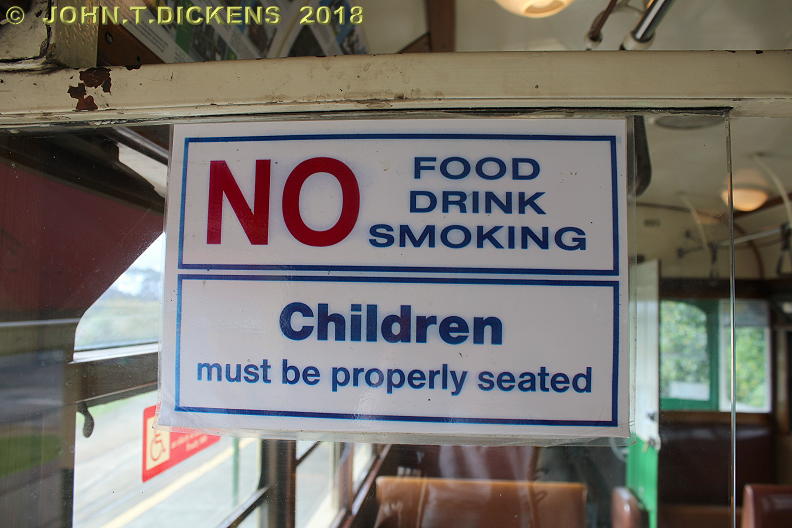 © JOHN.T.DICKENS 2018
NO FOOD
DRINK
SMOKING
Children
must be properly seated